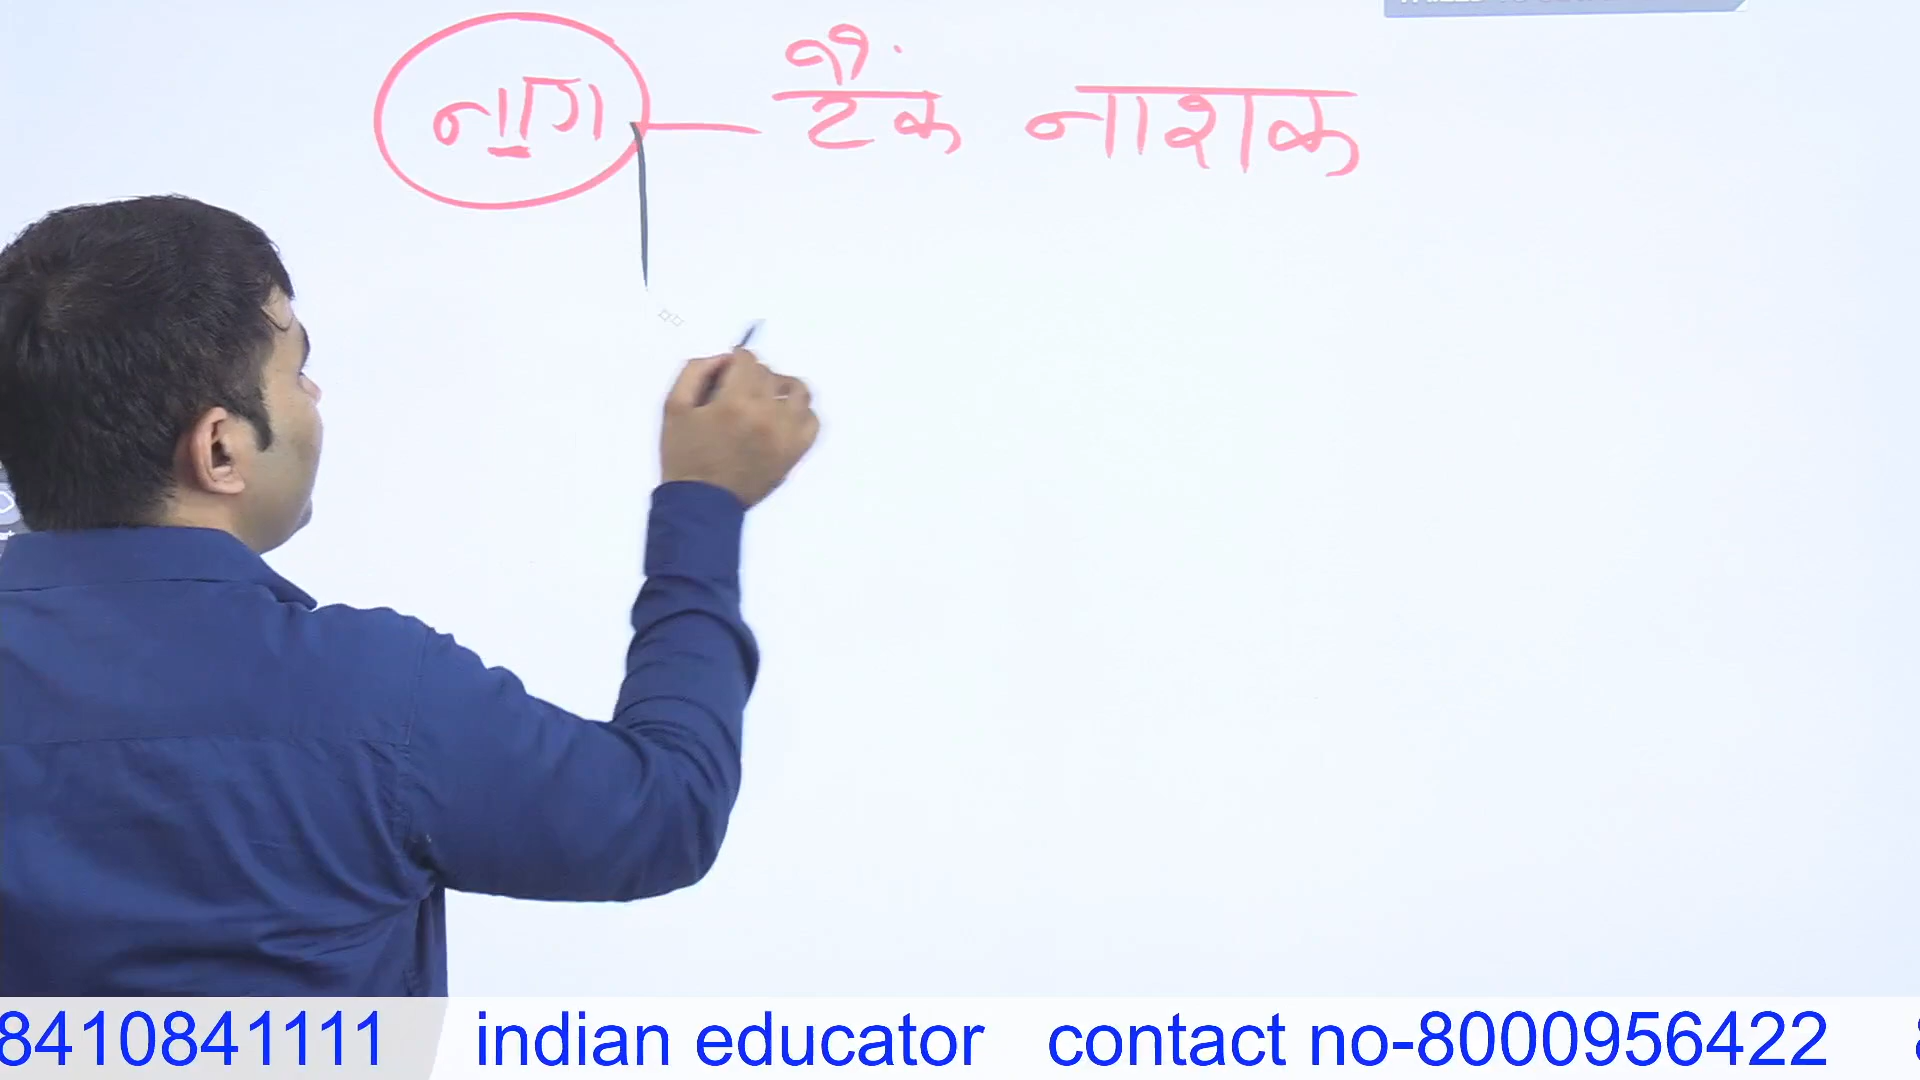 नाग — टैंक नाशक
8410841111 indian educator contact no-8000956422